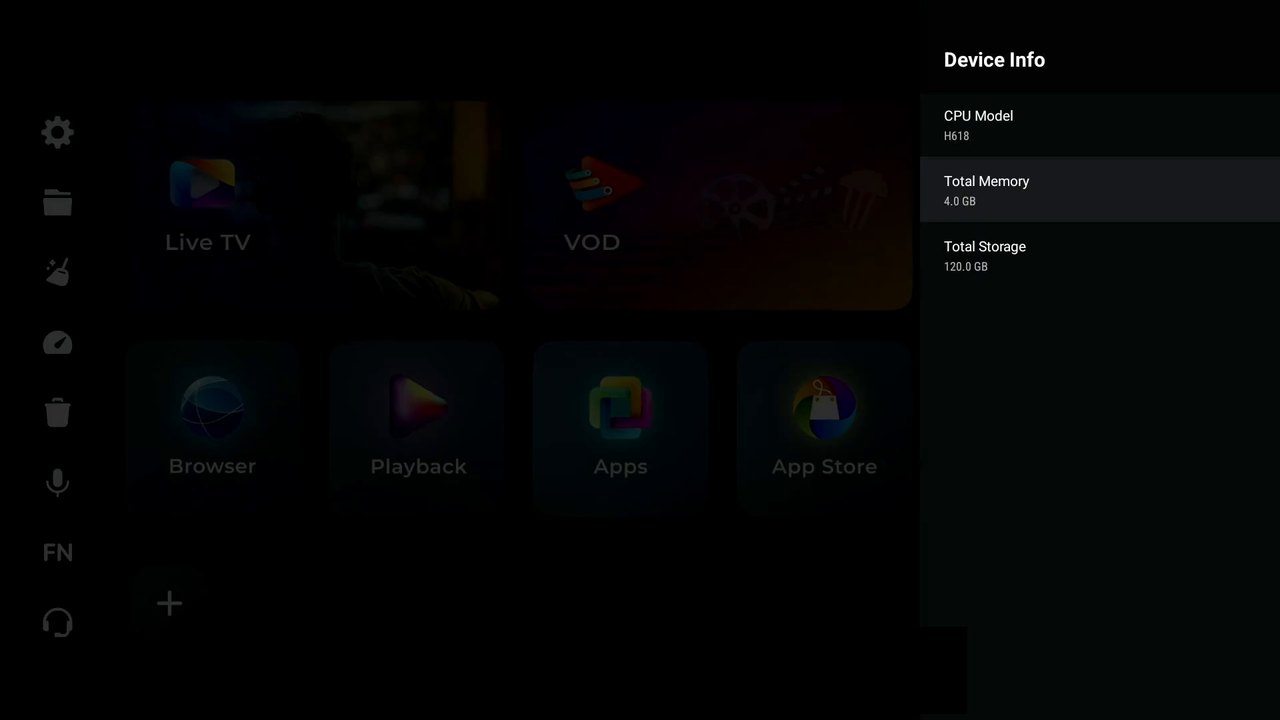 Device Info
CPU Model
H618
Total Memory
4.0 GB
Total Storage
120.0 GB
Live TV
VOD
Browser
Playback
Apps
App Store
FN